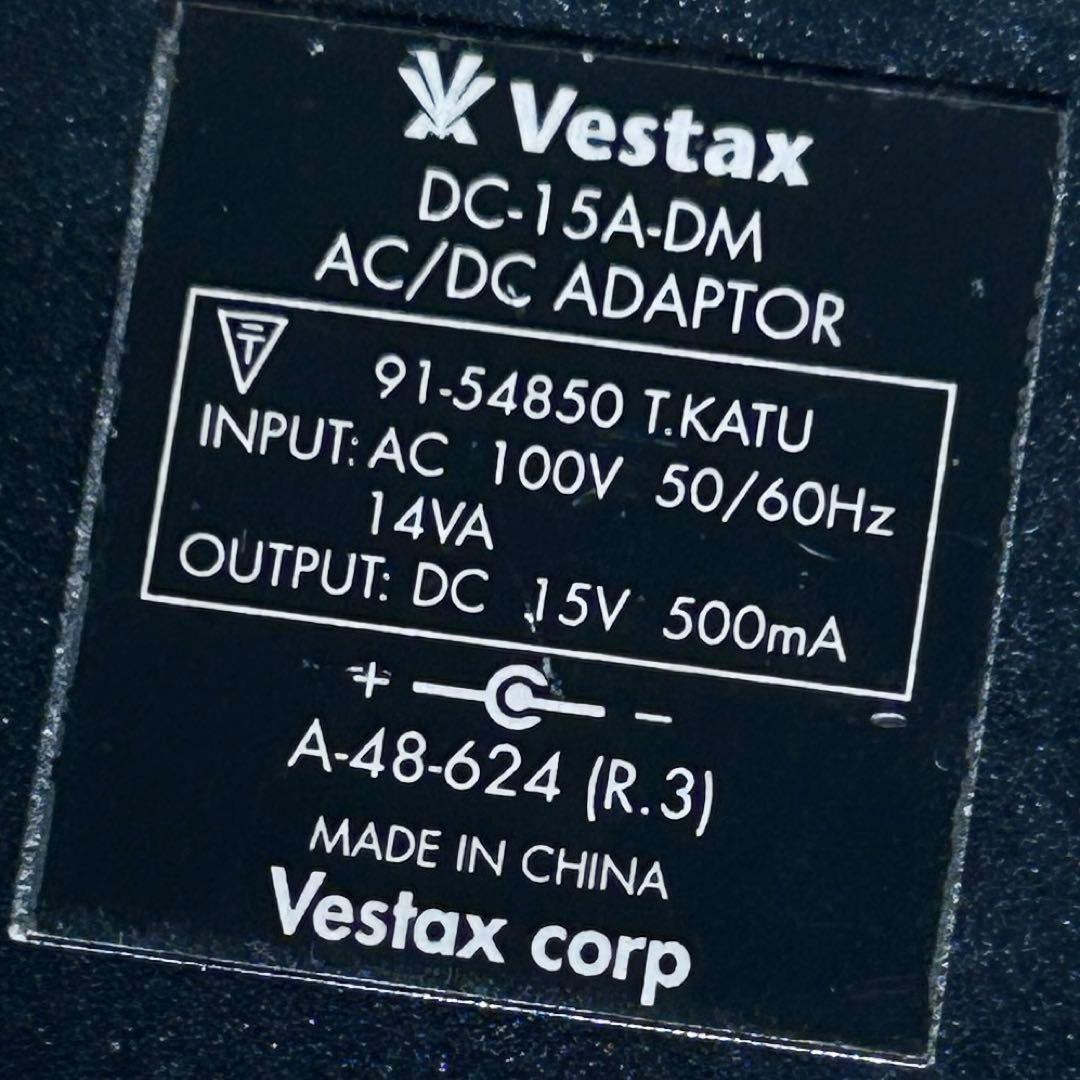 Vestax
DC-15A-DM
AC/DC ADAPTOR
T
91-54850 T.KATU
INPUT: AC 100V 50/60Hz
14VA
OUTPUT: DC 15V 500mA
+ −
A-48-624 (R.3)
MADE IN CHINA
Vestax corp